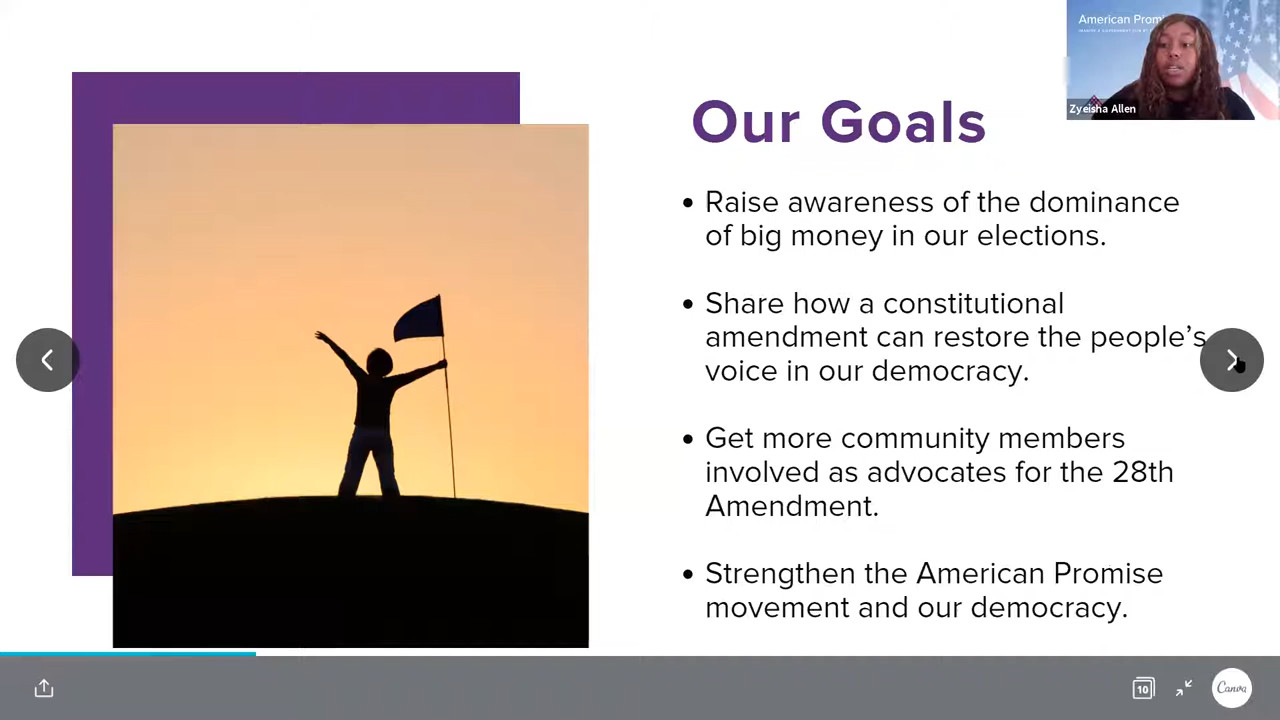 American Promi
Zyeisha Allen
Our Goals
• Raise awareness of the dominance
of big money in our elections.
• Share how a constitutional
amendment can restore the people’s
voice in our democracy.
• Get more community members
involved as advocates for the 28th
Amendment.
• Strengthen the American Promise
movement and our democracy.
10
Canva